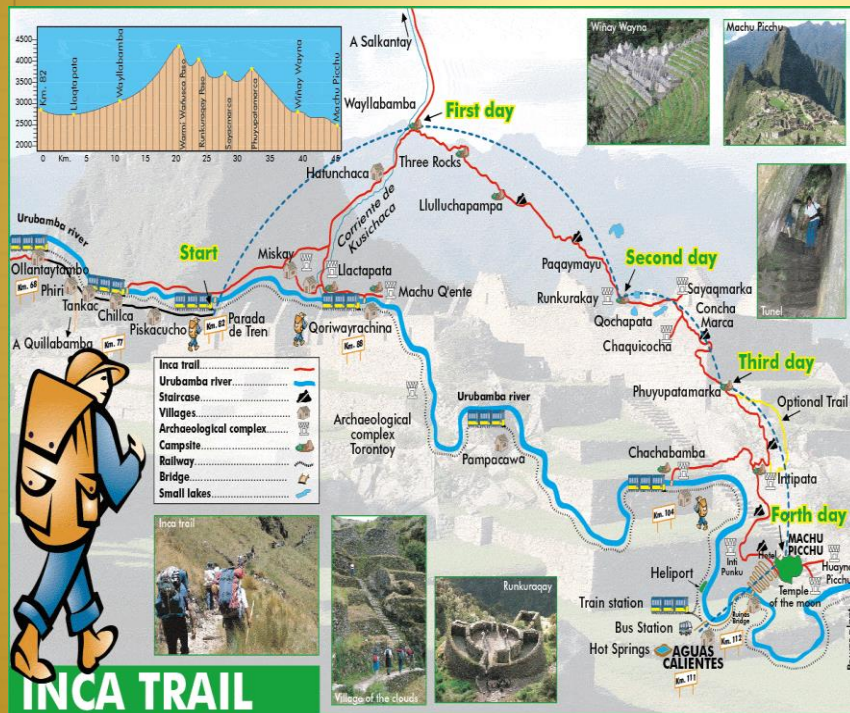 4500
4000
3500
3000
2500
2000
Km. 82
Llaqta pata
Wayllabamba
Warmi Wañusca Paso
Runkuraqay Paso
Sayacmarca
Phuyupatamarca
Wiñay Wayna
Machu Picchu
0 Km. 5 10 15 20 25 30 35 40 45
A Salkantay
Wayllabamba
First day
Three Rocks
Hatunchaca
Corriente de
Kusichaca
Llulluchapampa
Paqaymayu
Wiñay Wayna
Machu Picchu
Tunel
Urubamba river
Ollantaytambo
Km. 68
Phiri
Tankac
Chillca
Piskacucho
A Quillabamba
Km. 77
Start
Km. 82
Parada
de Tren
Miskay
Llactapata
Machu Q'ente
Qoriwayrachina
Km. 88
Second day
Runkurakay
Qochapata
Sayaqmarka
Concha
Marca
Chaquicocha
Third day
Phuyupatamarka
Optional Trail
Intipata
Inca trail
Urubamba river
Staircase
Villages
Archaeological complex
Campsite
Railway
Bridge
Small lakes
Archaeological
complex
Torontoy
Urubamba river
Pampacawa
Chachabamba
Km. 104
Forth day
MACHU
PICCHU
Hotel
Inti
Punku
Huayna
Picchu
Temple
of the moon
Heliport
Train station
Bus Station
Ruinas
Bridge
Hot Springs
AGUAS
CALIENTES
Km. 112
Km. 111
Inca trail
Village of the clouds
Runkuraqay
INCA TRAIL